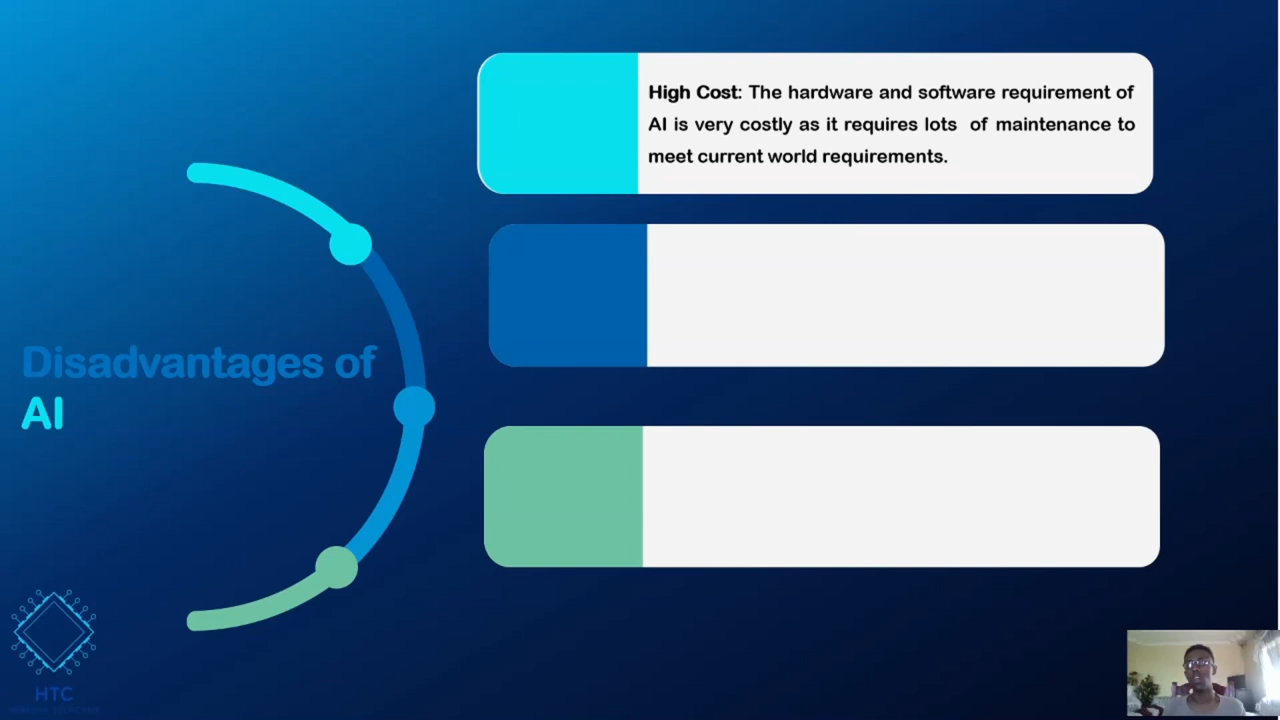 High Cost: The hardware and software requirement of
AI is very costly as it requires lots of maintenance to
meet current world requirements.
Disadvantages of
AI
HTC